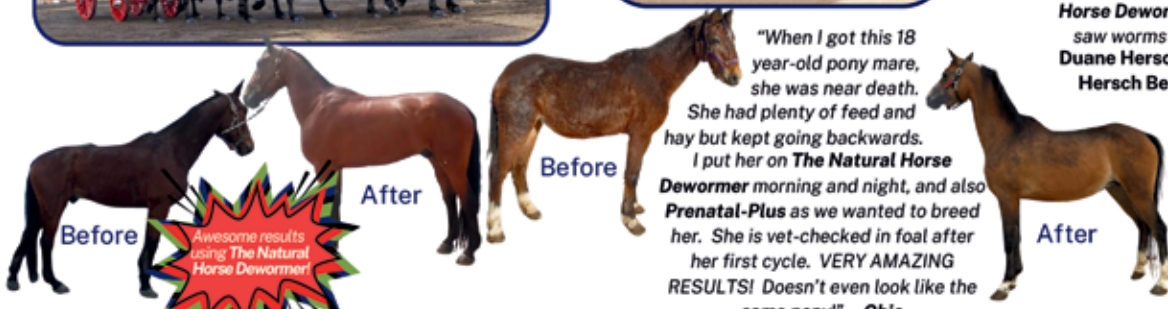 Before
Awesome results
using The Natural
Horse Dewormer!
After
Before
"When I got this 18
year-old pony mare,
she was near death.
She had plenty of feed and
hay but kept going backwards.
I put her on The Natural Horse
Dewormer morning and night, and also
Prenatal-Plus as we wanted to breed
her. She is vet-checked in foal after
her first cycle. VERY AMAZING
RESULTS! Doesn't even look like the
After
Horse
saw worms
Duane
Hersch